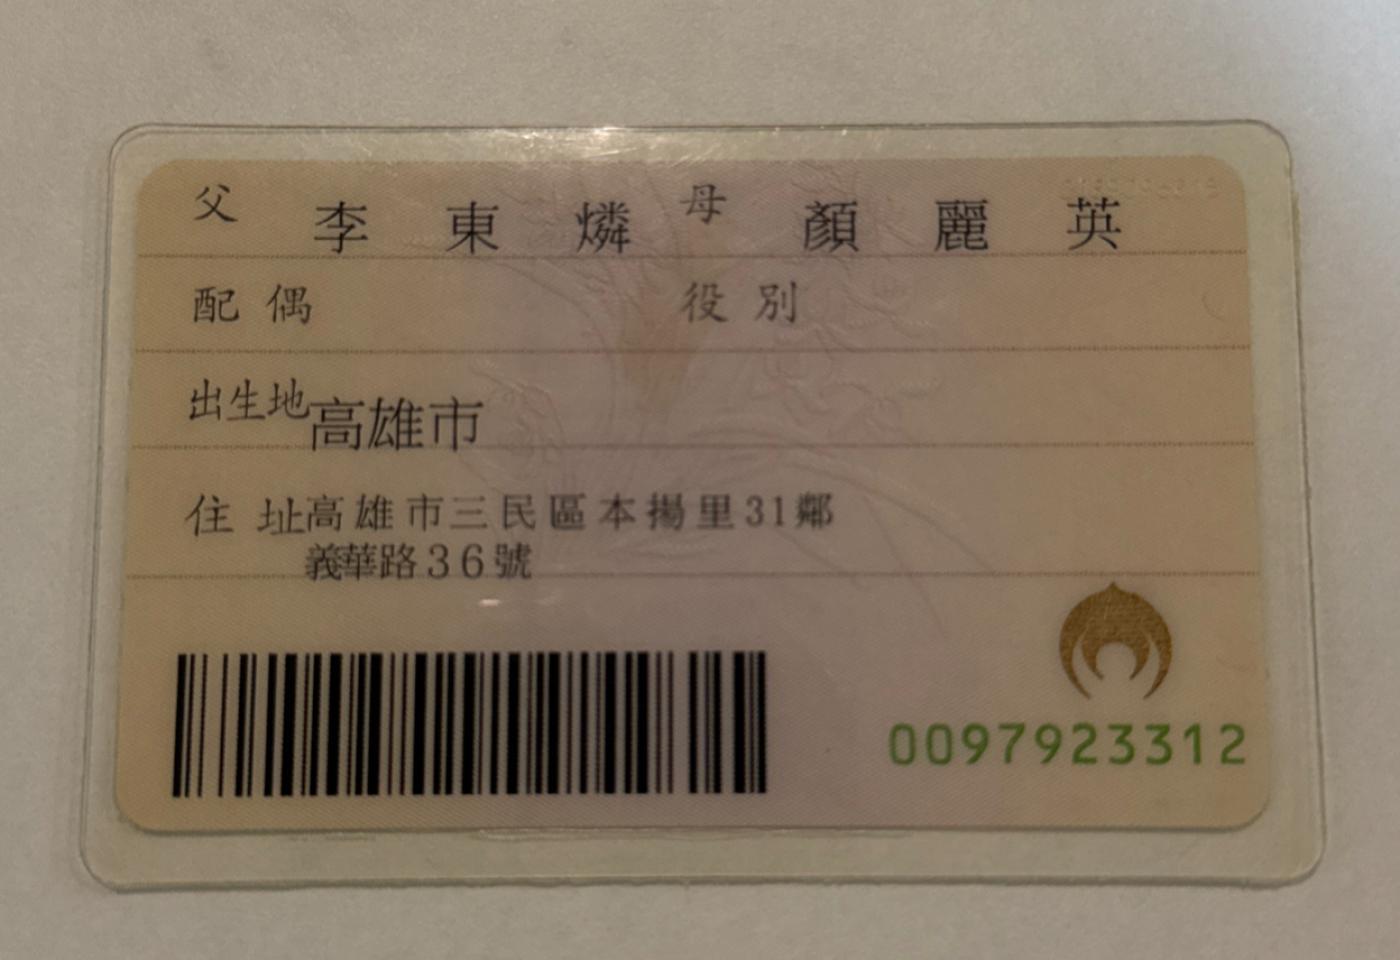 父 李東燐 母 顏麗英
配偶 役別
出生地 高雄市
住址 高雄市三民區本揚里31鄰
義華路36號
0097923312